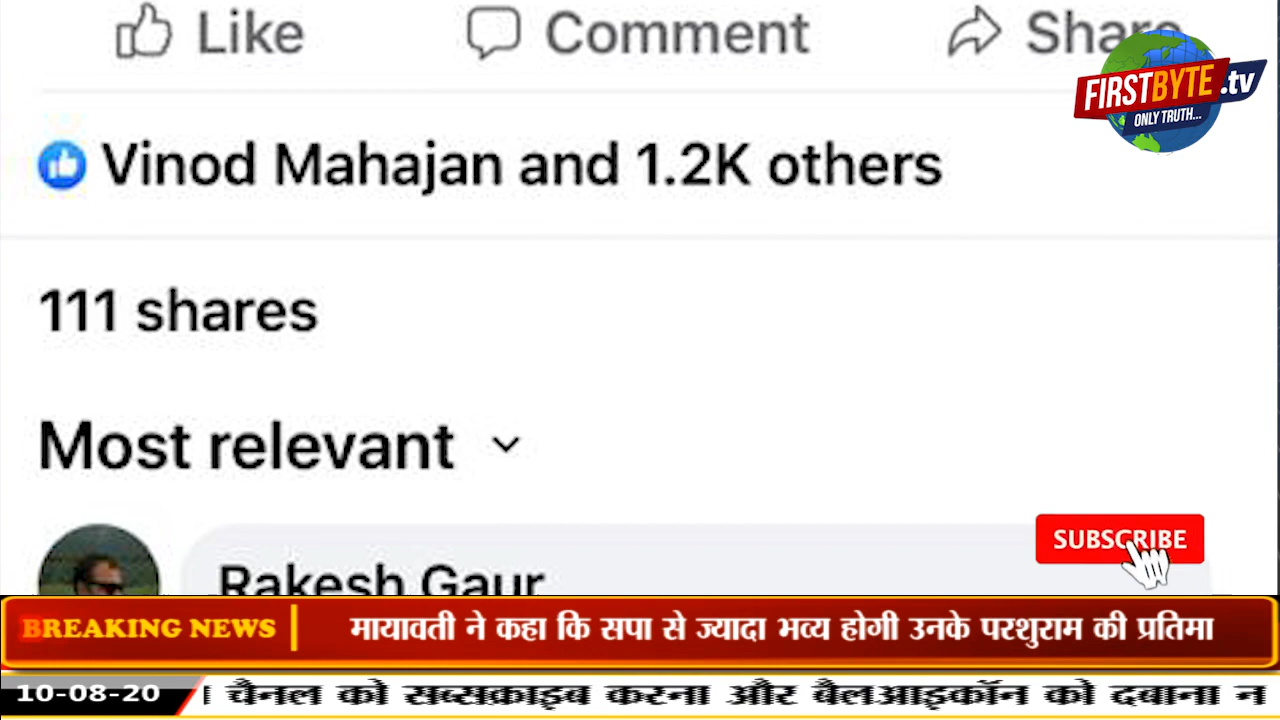 Like Comment Share
FIRSTBYTE.tv
ONLY TRUTH...
Vinod Mahajan and 1.2K others
111 shares
Most relevant
SUBSCRIBE
Rakesh Gaur
BREAKING NEWS | मायावती ने कहा कि सपा से ज्यादा भव्य होगी उनके परशुराम की प्रतिमा
10-08-20 । चैनल को सब्सक्राइब करना और बैलआइकॉन को दबाना न